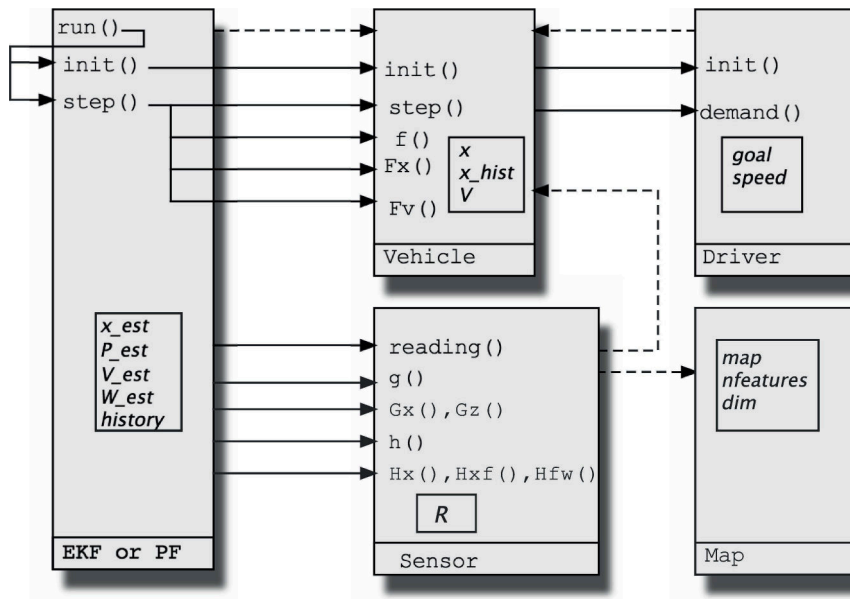 run()
init()
step()
x_est
P_est
V_est
W_est
history
EKF or PF
init()
step()
f()
Fx()
Fv()
x
x_hist
V
Vehicle
init()
demand()
goal
speed
Driver
reading()
g()
Gx(),Gz()
h()
Hx(),Hxf(),Hfw()
R
Sensor
map
nfeatures
dim
Map